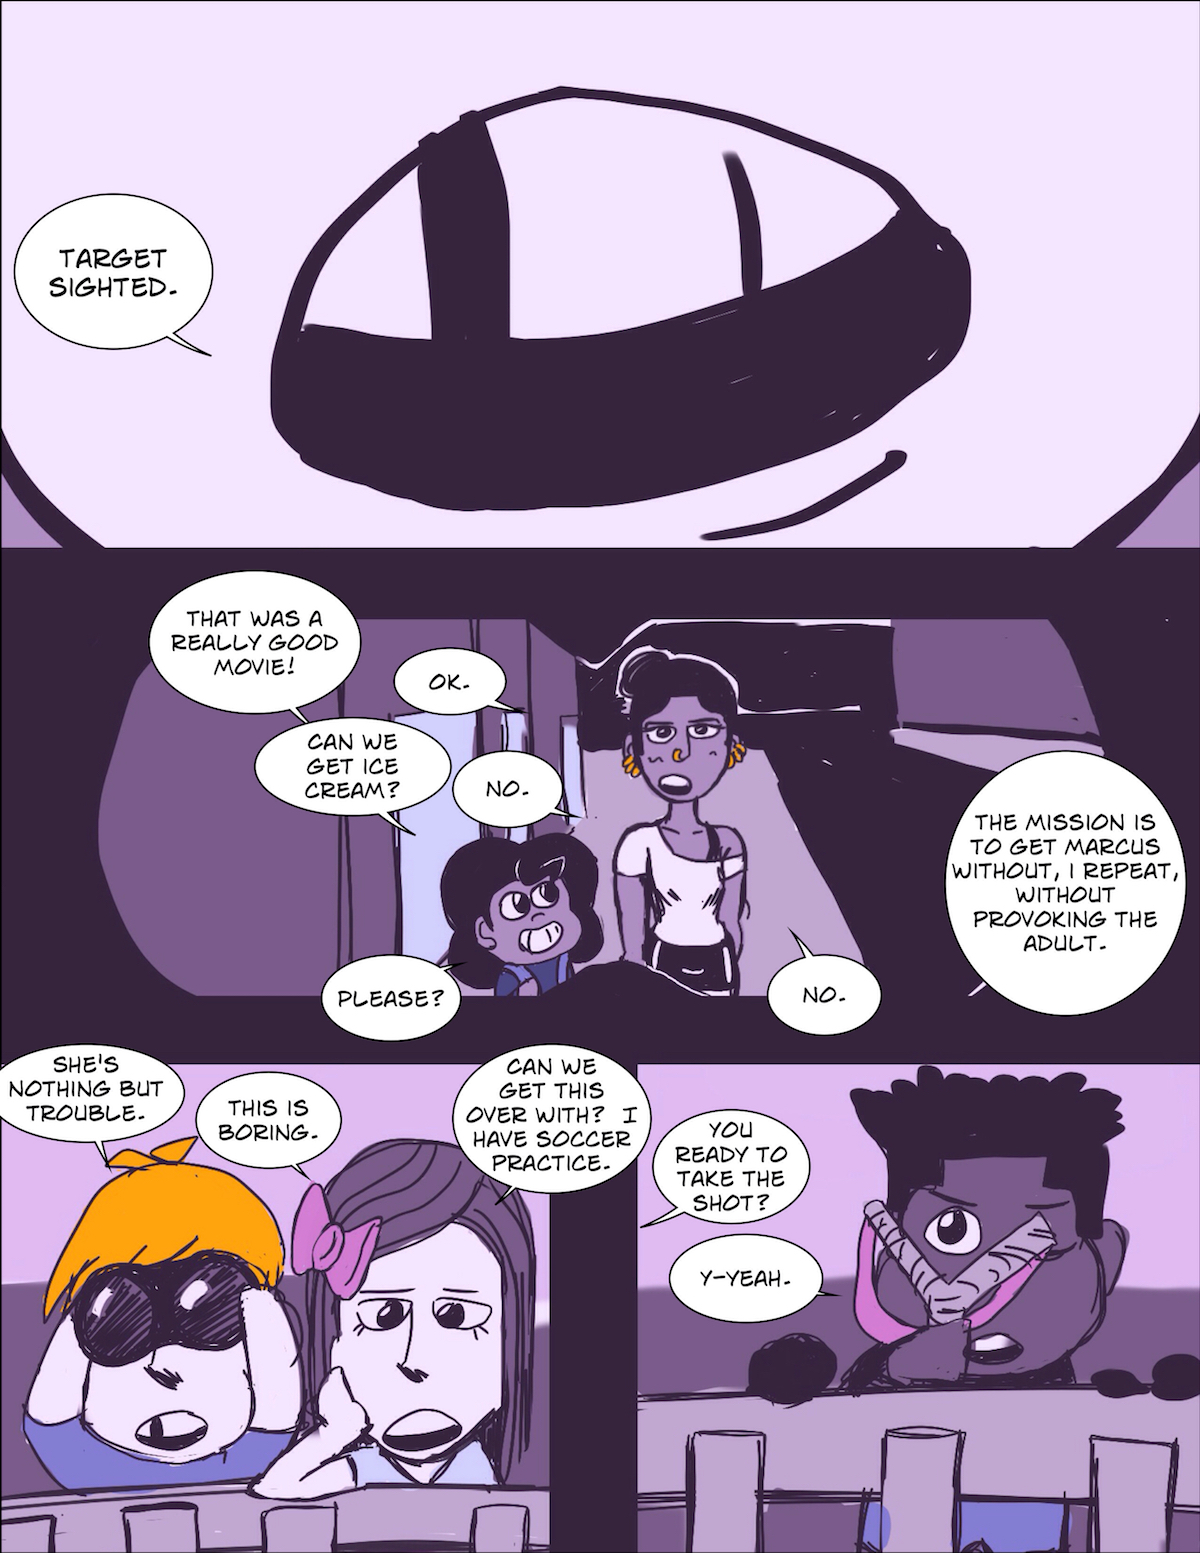 TARGET
SIGHTED.
THAT WAS A
REALLY GOOD
MOVIE!
OK.
CAN WE
GET ICE
CREAM?
NO.
PLEASE?
NO.
THE MISSION IS
TO GET MARCUS
WITHOUT, I REPEAT,
WITHOUT
PROVOKING THE
ADULT.
SHE'S
NOTHING BUT
TROUBLE.
THIS IS
BORING.
CAN WE
GET THIS
OVER WITH? I
HAVE SOCCER
PRACTICE.
YOU
READY TO
TAKE THE
SHOT?
Y-YEAH.